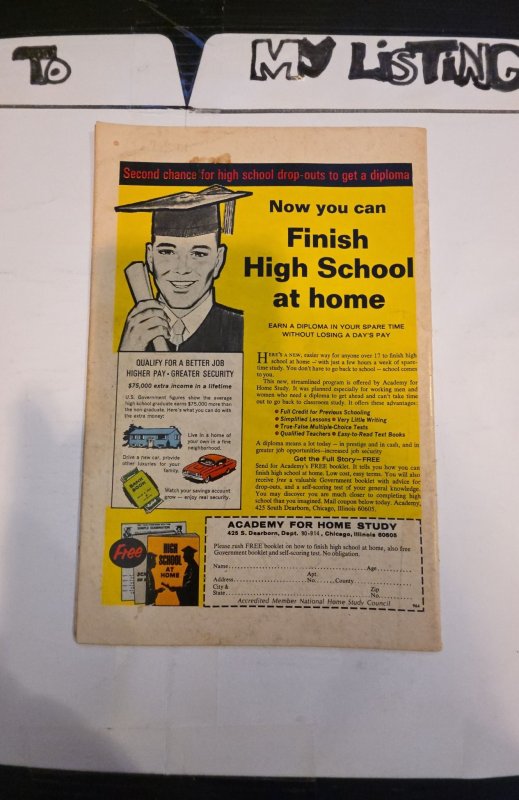 TO
MY LISTING
Second chance for high school drop-outs to get a diploma
Now you can
Finish
High School
at home
EARN A DIPLOMA IN YOUR SPARE TIME
WITHOUT LOSING A DAY'S PAY
HERE'S A NEW, easier way for anyone over 17 to finish high
school at home — with just a few hours a week of spare-
time study. You don't have to go back to school — school comes
to you.
This new, streamlined program is offered by Academy for
Home Study. It was planned especially for working men and
women who need a diploma to get ahead and can't take time
out to go back to classroom study. It offers these advantages:
• Full Credit for Previous Schooling
• Simplified Lessons • Very Little Writing
• True-False Multiple-Choice Tests
• Qualified Teachers • Easy-to-Read Text Books
A diploma means a lot today — in prestige and in cash, and in
greater job opportunities—increased job security
Get the Full Story—FREE
Send for Academy's FREE booklet. It tells you how you can
finish high school at home. Low cost, easy terms. You will also
receive free a valuable Government booklet with advice for
drop-outs, and a self-scoring test of your general knowledge.
You may discover you are much closer to completing high
school than you imagined. Mail coupon below today. Academy,
425 South Dearborn, Chicago, Illinois 60605.
QUALIFY FOR A BETTER JOB
HIGHER PAY • GREATER SECURITY
$75,000 extra income in a lifetime
U.S. Government figures show the average
high school graduate earns $75,000 more than
the non-graduate. Here's what you can do with
the extra money:
Live in a home of
your own in a fine
neighborhood.
Drive a new car, provide
other luxuries for your
family.
Watch your savings account
grow — enjoy real security.
Free
HIGH
SCHOOL
AT
HOME
ACADEMY FOR HOME STUDY
425 S. Dearborn, Dept. 90-914, Chicago, Illinois 60605
Please rush FREE booklet on how to finish high school at home, also free
Government booklet and self-scoring test. No obligation.
Name Age
Apt.
Address No. County
City & Zip
State No.
Accredited Member National Home Study Council